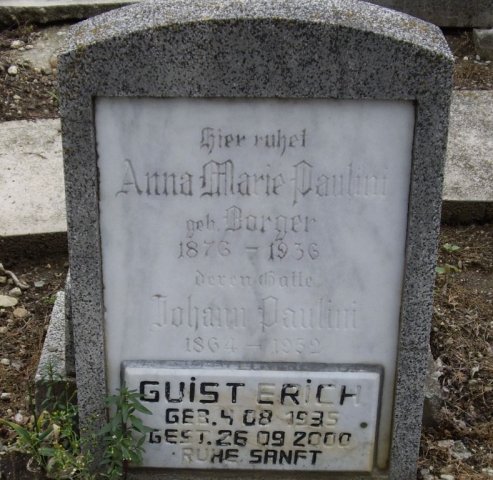 Hier ruhet
Anna Marie Paulini
geb. Borger
1876 - 1936
deren Gatte
Johann Paulini
1864 - 1932
GUIST ERICH
GEB. 4 08 1935
GEST. 26 09 2000
RUHE SANFT